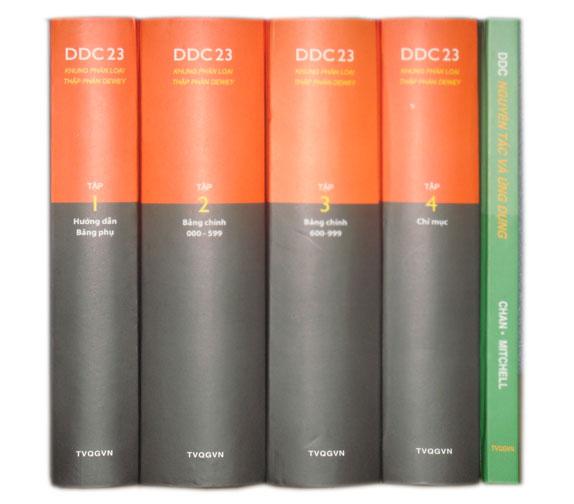 DDC 23
KHUNG PHÂN LOẠI
THẬP PHÂN DEWEY
TẬP
1
Hướng dẫn
Bảng phụ
TVQGVN
DDC 23
KHUNG PHÂN LOẠI
THẬP PHÂN DEWEY
TẬP
2
Bảng chính
000 - 599
TVQGVN
DDC 23
KHUNG PHÂN LOẠI
THẬP PHÂN DEWEY
TẬP
3
Bảng chính
600-999
TVQGVN
DDC 23
KHUNG PHÂN LOẠI
THẬP PHÂN DEWEY
TẬP
4
Chỉ mục
TVQGVN
DDC NGUYÊN TẮC VÀ ỨNG DỤNG
CHAN • MITCHELL
TVQGVN